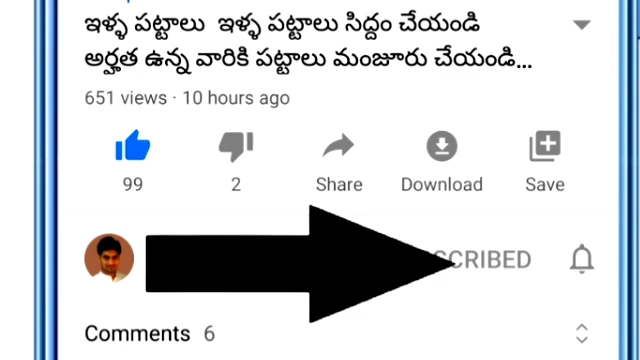 ఇళ్ళ పట్టాలు ఇళ్ళ పట్టాలు సిద్దం చేయండి
అర్హత ఉన్న వారికి పట్టాలు మంజూరు చేయండి...
651 views · 10 hours ago
99 2 Share Download Save
SCRIBED
Comments 6